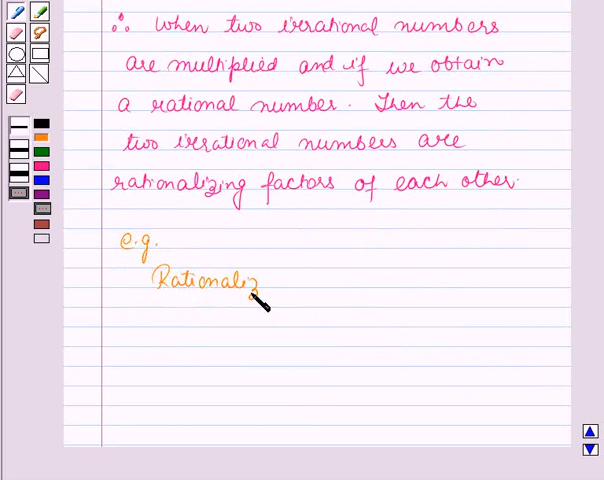 ∴ When two irrational numbers
are multiplied and if we obtain
a rational number. Then the
two irrational numbers are
rationalizing factors of each other.
e.g.
Rationaliz